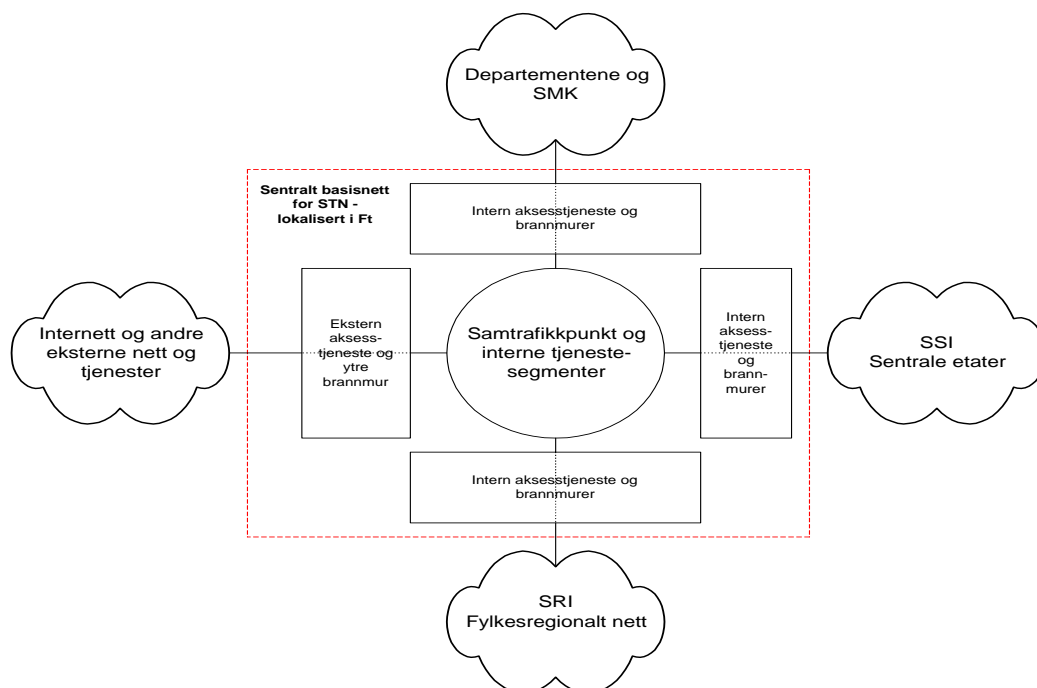 Departementene og
SMK
Sentralt basisnett
for STN -
lokalisert i Ft
Intern aksesstjeneste og
brannmurer
Internett og andre
eksterne nett og
tjenester
Ekstern
aksess-
tjeneste og
ytre
brannmur
Samtrafikkpunkt og
interne tjeneste-
segmenter
Intern
aksess-
tjeneste
og
brann-
murer
SSI
Sentrale etater
Intern aksesstjeneste og
brannmurer
SRI
Fylkesregionalt nett